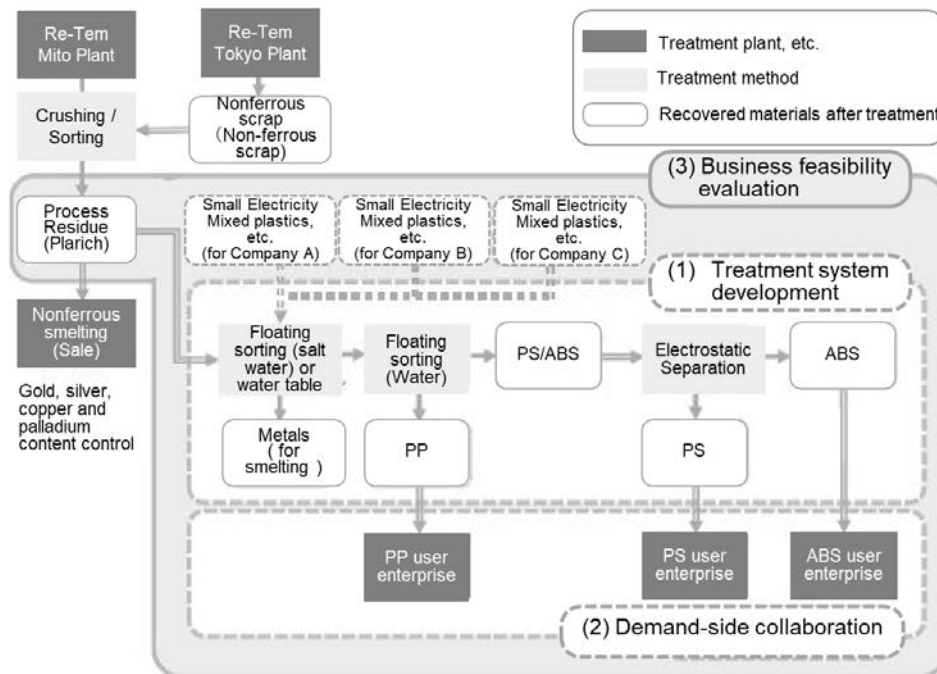 Re-Tem
Mito Plant
Re-Tem
Tokyo Plant
Treatment plant, etc.
Treatment method
Recovered materials after treatment
Crushing /
Sorting
Nonferrous
scrap
(Non-ferrous
scrap)
(3) Business feasibility
evaluation
Process
Residue
(Plarich)
Small Electricity
Mixed plastics,
etc.
(for Company A)
Small Electricity
Mixed plastics,
etc.
(for Company B)
Small Electricity
Mixed plastics,
etc.
(for Company C)
(1) Treatment system
development
Nonferrous
smelting
(Sale)
Floating
sorting (salt
water) or
water table
Floating
sorting
(Water)
PS/ABS
Electrostatic
Separation
ABS
Gold, silver,
copper and
palladium
content control
Metals
( for
smelting )
PP
PS
PP user
enterprise
PS user
enterprise
ABS user
enterprise
(2) Demand-side collaboration